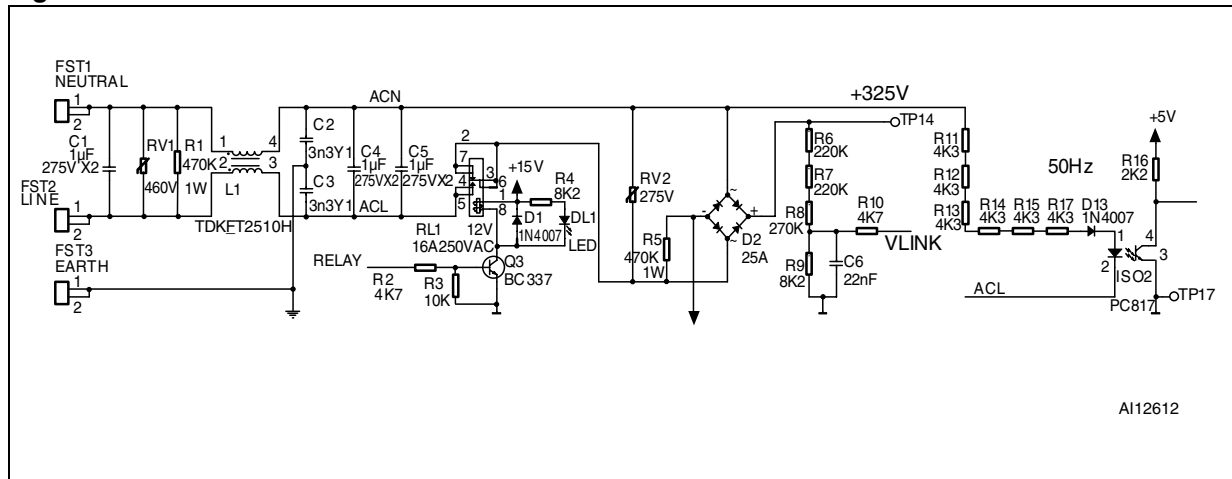 FST1
NEUTRAL
1
2
C1
1µF
275V X2
RV1
460V
R1
470K
1W
1
4
2
3
L1
TDKFT2510H
FST2
LINE
1
2
FST3
EARTH
1
2
ACN
C2
3n3Y1
C3
3n3Y1
C4
1µF
275VX2
C5
1µF
275VX2
ACL
2
7
4
5
3
6
1
8
12V
RL1
16A250VAC
+15V
D1
1N4007
R4
8K2
DL1
LED
RELAY
R2
4K7
R3
10K
Q3
BC337
RV2
275V
R5
470K
1W
~
-
+
~
D2
25A
+325V
TP14
R6
220K
R7
220K
R8
270K
R9
8K2
R10
4K7
VLINK
C6
22nF
R11
4K3
R12
4K3
R13
4K3
R14
4K3
R15
4K3
R17
4K3
50Hz
D13
1N4007
ACL
+5V
R16
2K2
1
2
4
3
ISO2
PC817
TP17
AI12612